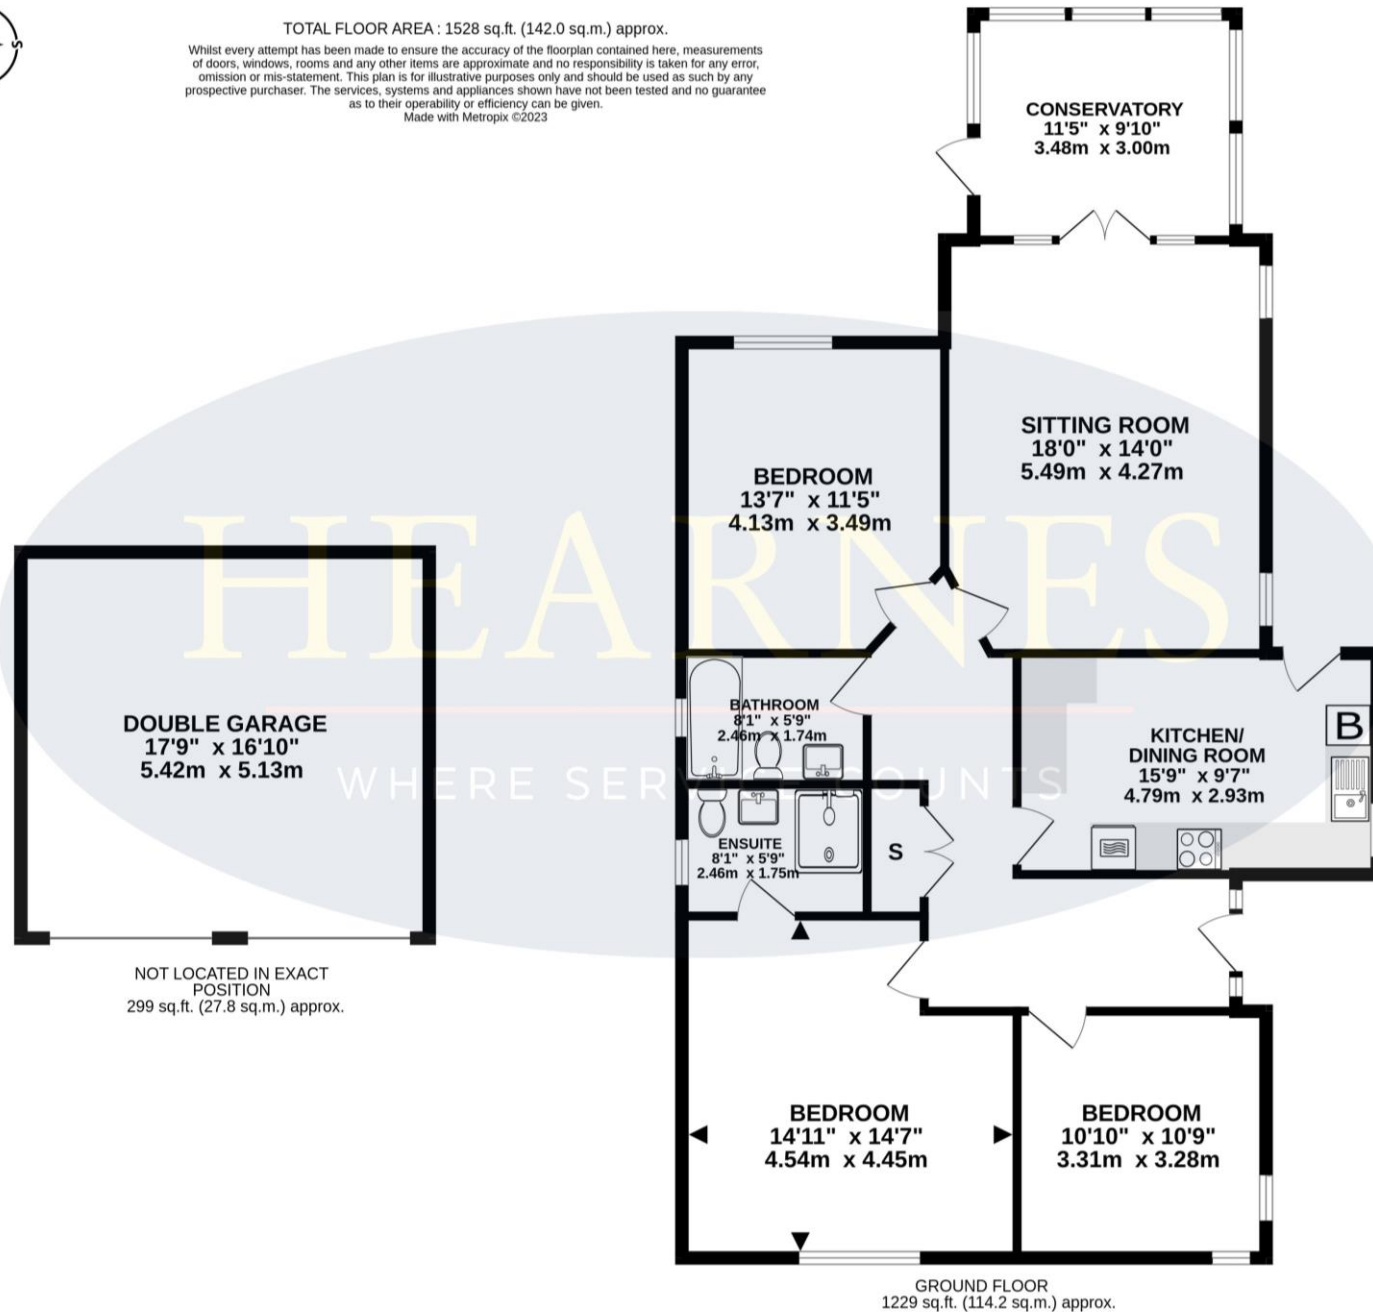 S
TOTAL FLOOR AREA : 1528 sq.ft. (142.0 sq.m.) approx.
Whilst every attempt has been made to ensure the accuracy of the floorplan contained here, measurements
of doors, windows, rooms and any other items are approximate and no responsibility is taken for any error,
omission or mis-statement. This plan is for illustrative purposes only and should be used as such by any
prospective purchaser. The services, systems and appliances shown have not been tested and no guarantee
as to their operability or efficiency can be given.
Made with Metropix ©2023
CONSERVATORY
11'5" x 9'10"
3.48m x 3.00m
SITTING ROOM
18'0" x 14'0"
5.49m x 4.27m
BEDROOM
13'7" x 11'5"
4.13m x 3.49m
HEARNES
WHERE SERVICE COUNTS
DOUBLE GARAGE
17'9" x 16'10"
5.42m x 5.13m
NOT LOCATED IN EXACT
POSITION
299 sq.ft. (27.8 sq.m.) approx.
BATHROOM
8'1" x 5'9"
2.46m x 1.74m
KITCHEN/
DINING ROOM
15'9" x 9'7"
4.79m x 2.93m
B
ENSUITE
8'1" x 5'9"
2.46m x 1.75m
S
BEDROOM
14'11" x 14'7"
4.54m x 4.45m
BEDROOM
10'10" x 10'9"
3.31m x 3.28m
GROUND FLOOR
1229 sq.ft. (114.2 sq.m.) approx.